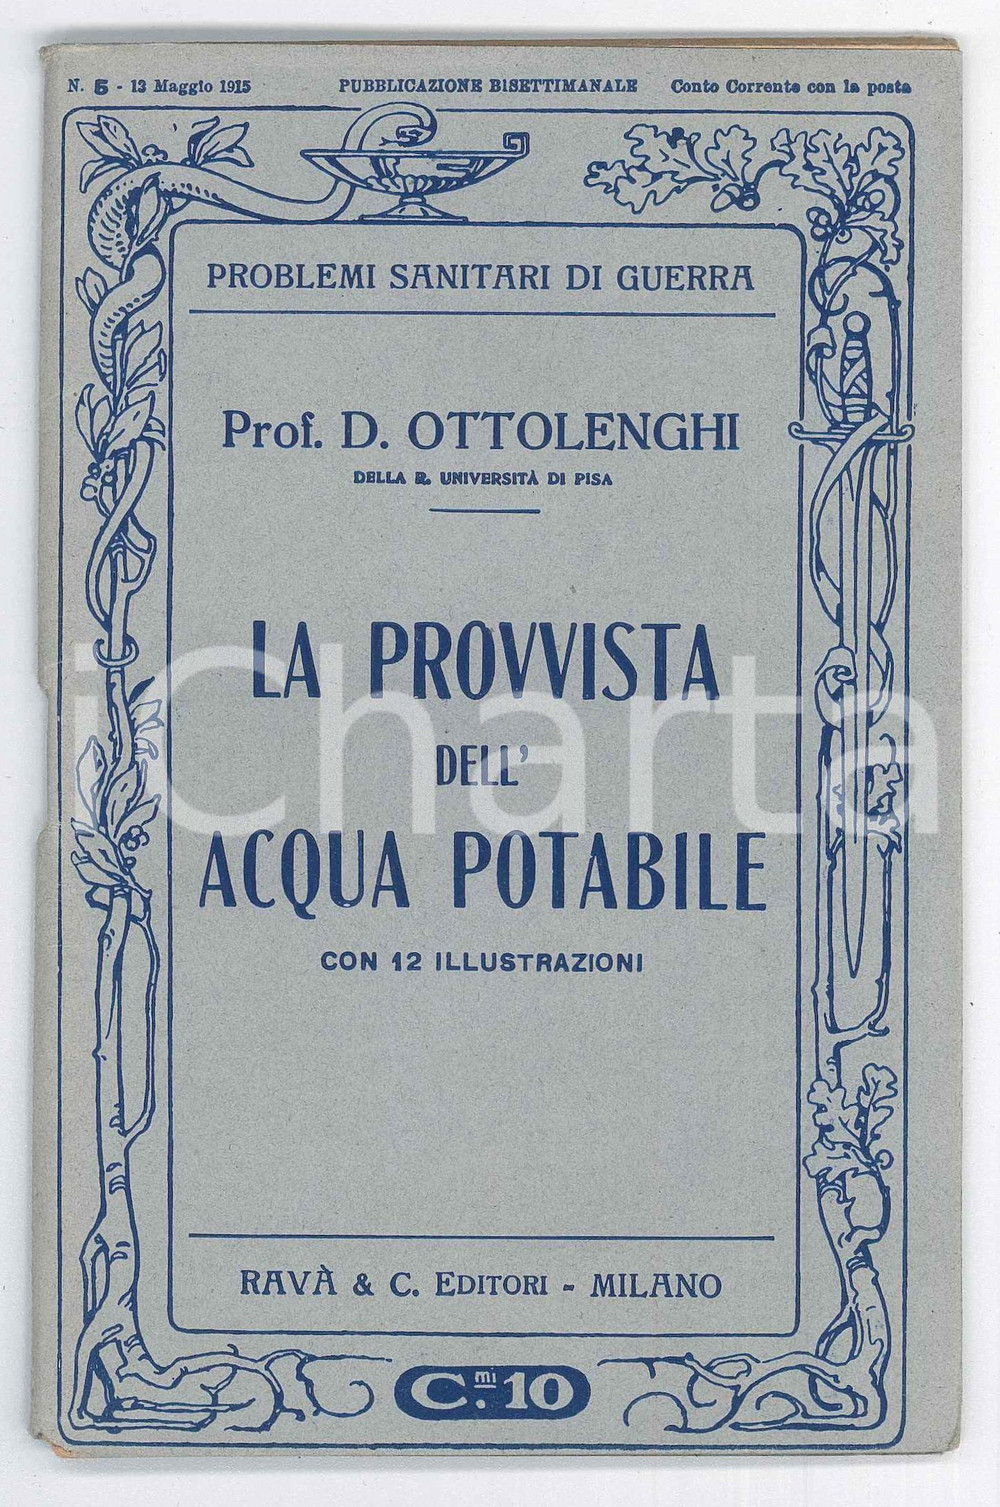 N. 5 - 13 Maggio 1915 PUBBLICAZIONE BISETTIMANALE Conto Corrente con la posta
PROBLEMI SANITARI DI GUERRA
Prof. D. OTTOLENGHI
DELLA R. UNIVERSITÀ DI PISA
LA PROVVISTA
DELL'
ACQUA POTABILE
CON 12 ILLUSTRAZIONI
iCharta
RAVÀ & C. EDITORI - MILANO
C.mi 10